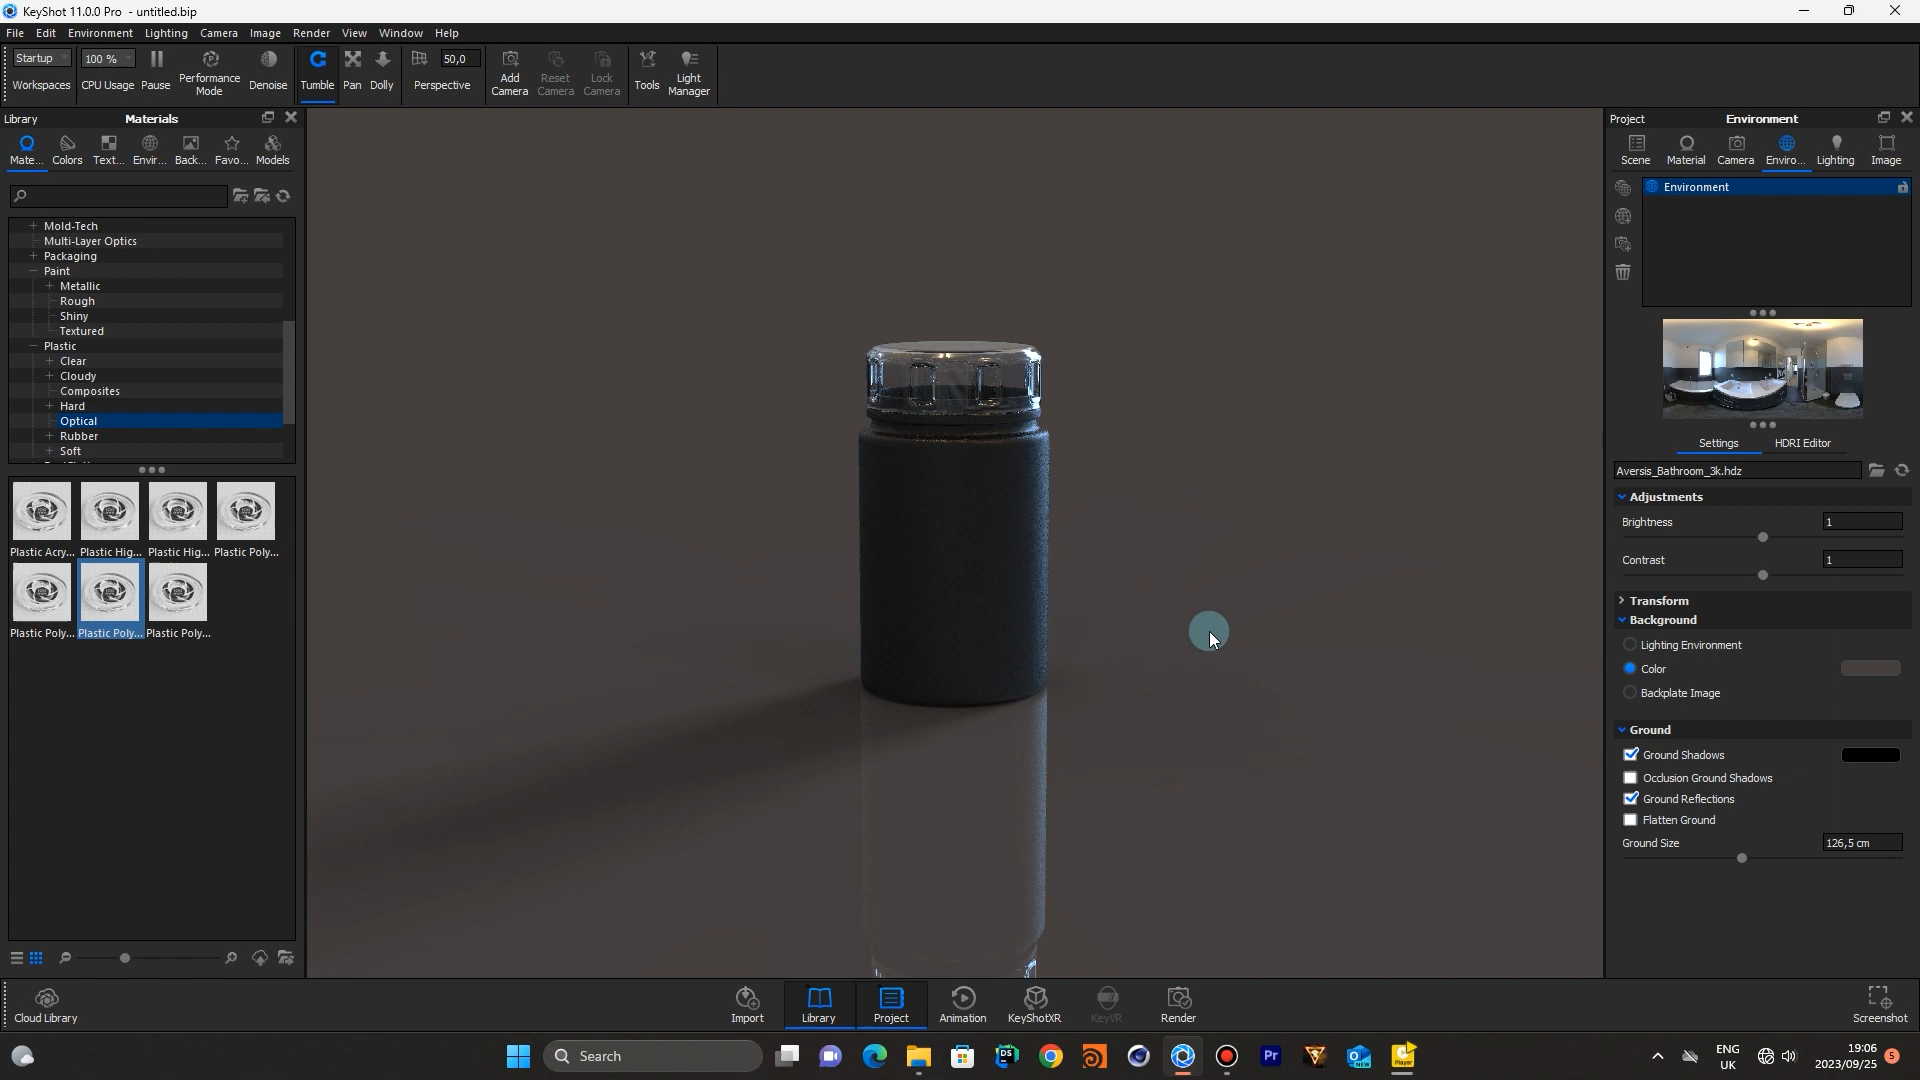 KeyShot 11.0.0 Pro - untitled.bip
File Edit Environment Lighting Camera Image Render View Window Help
Startup 100 % 50,0
Workspaces CPU Usage Pause Performance Mode Denoise Tumble Pan Dolly Perspective Add Camera Reset Camera Lock Camera Tools Light Manager
Library Materials
Mate... Colors Text... Envir... Back... Favo... Models
Mold-Tech
Multi-Layer Optics
Packaging
Paint
Metallic
Rough
Shiny
Textured
Plastic
Clear
Cloudy
Composites
Hard
Optical
Rubber
Soft
Plastic Acry... Plastic Hig... Plastic Hig... Plastic Poly...
Plastic Poly... Plastic Poly... Plastic Poly...
Project Environment
Scene Material Camera Enviro... Lighting Image
Environment
Settings HDRI Editor
Aversis_Bathroom_3k.hdz
Adjustments
Brightness 1
Contrast 1
Transform
Background
Lighting Environment
Color
Backplate Image
Ground
Ground Shadows
Occlusion Ground Shadows
Ground Reflections
Flatten Ground
Ground Size 126,5 cm
Cloud Library Import Library Project Animation KeyShotXR KeyVR Render Screenshot
Search
DS
Pr
NEW
Player
ENG
UK
19:06
2023/09/25
5